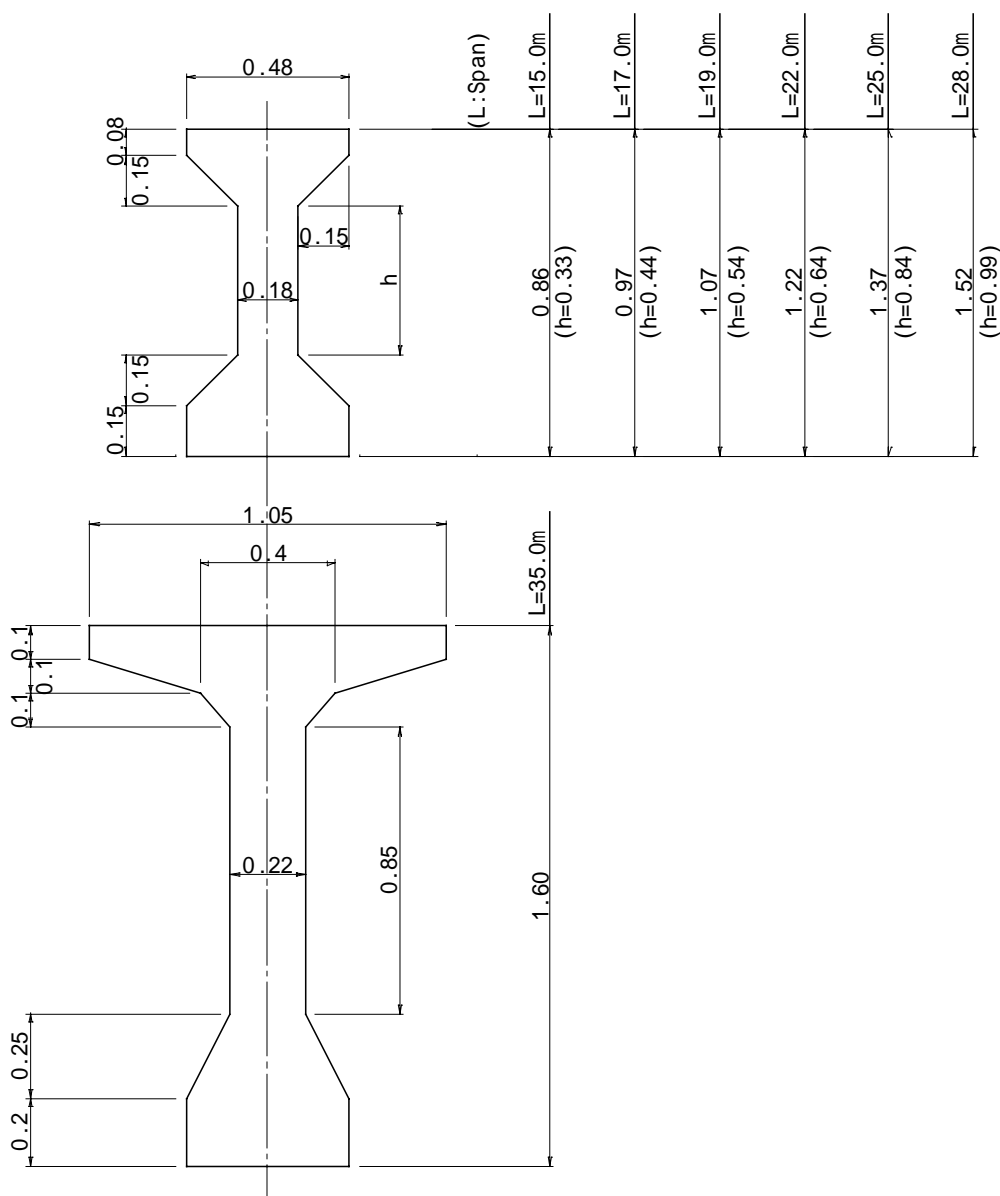 0.48
0.08
0.15
0.15
h
0.18
0.15
0.15
(L:Span)
L=15.0m
L=17.0m
L=19.0m
L=22.0m
L=25.0m
L=28.0m
0.86
(h=0.33)
0.97
(h=0.44)
1.07
(h=0.54)
1.22
(h=0.64)
1.37
(h=0.84)
1.52
(h=0.99)
1.05
0.4
L=35.0m
0.1
0.1
0.1
0.22
0.85
1.60
0.25
0.2